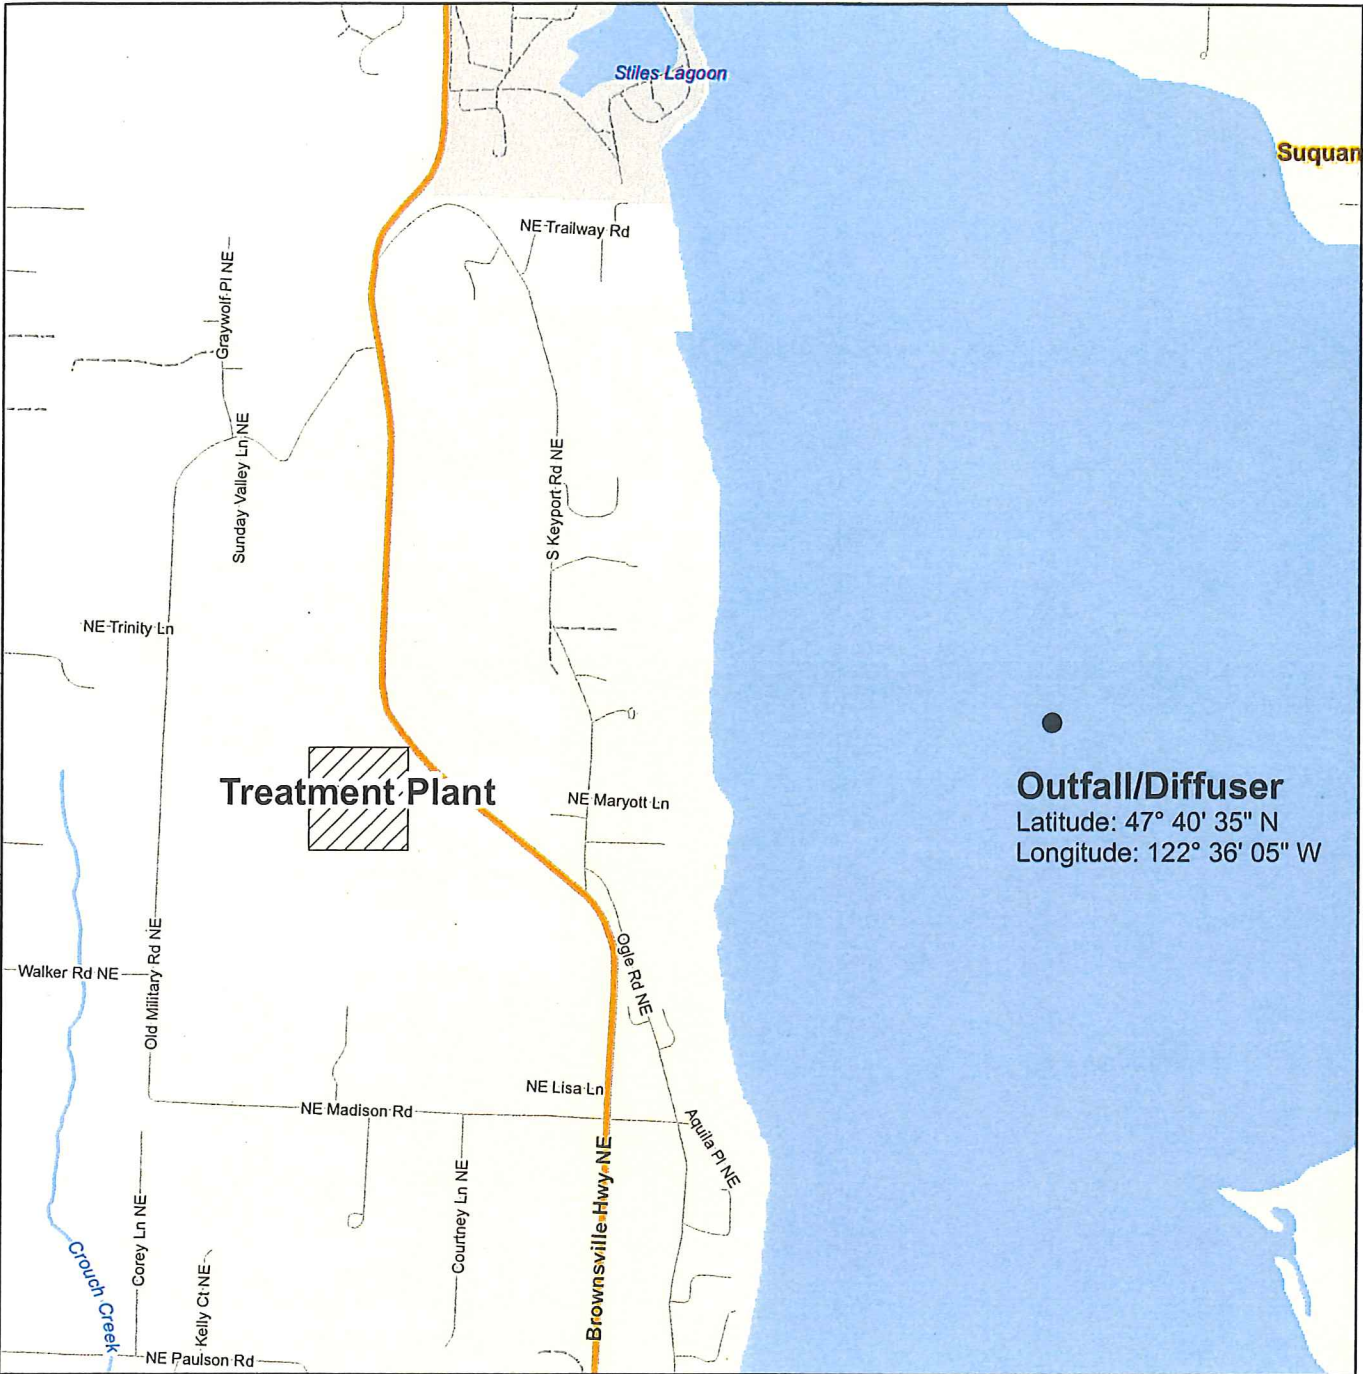 Stiles Lagoon
Suquam
NE Trailway Rd
Graywolf Pl NE
Sunday Valley Ln NE
S Keyport Rd NE
NE Trinity Ln
Treatment Plant
NE Maryott Ln
Outfall/Diffuser
Latitude: 47° 40' 35" N
Longitude: 122° 36' 05" W
Old Military Rd NE
Walker Rd NE
Ogle Rd NE
NE Lisa Ln
NE Madison Rd
Aquila Pl NE
Brownsville Hwy NE
Courtney Ln NE
Corey Ln NE
Crouch Creek
Kelly Ct NE
NE Paulson Rd